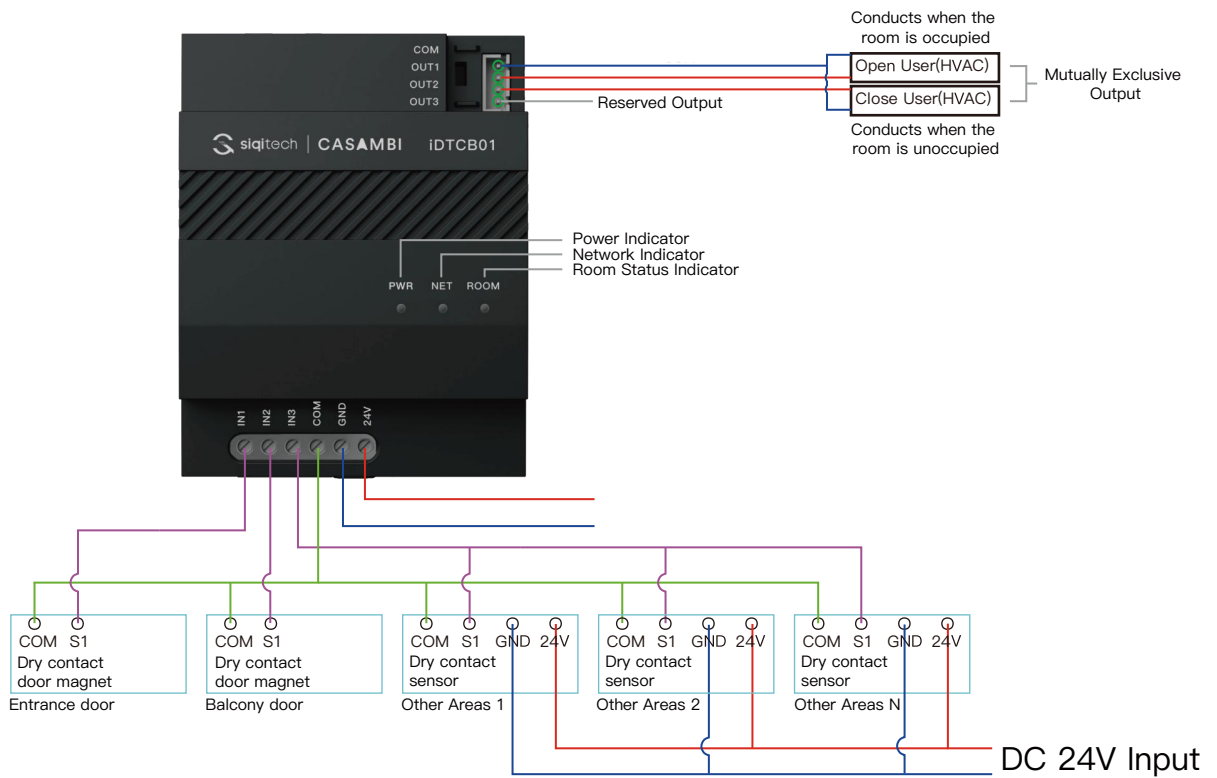 Conducts when the
room is occupied
COM
OUT1
OUT2
OUT3
Open User(HVAC)
Close User(HVAC)
Mutually Exclusive
Output
Reserved Output
Conducts when the
room is unoccupied
siqitech | CASAMBI iDTCB01
Power Indicator
Network Indicator
Room Status Indicator
PWR NET ROOM
IN1 IN2 IN3 COM GND 24V
COM S1
Dry contact
door magnet
Entrance door
COM S1
Dry contact
door magnet
Balcony door
COM S1 GND 24V
Dry contact
sensor
Other Areas 1
COM S1 GND 24V
Dry contact
sensor
Other Areas 2
COM S1 GND 24V
Dry contact
sensor
Other Areas N
DC 24V Input